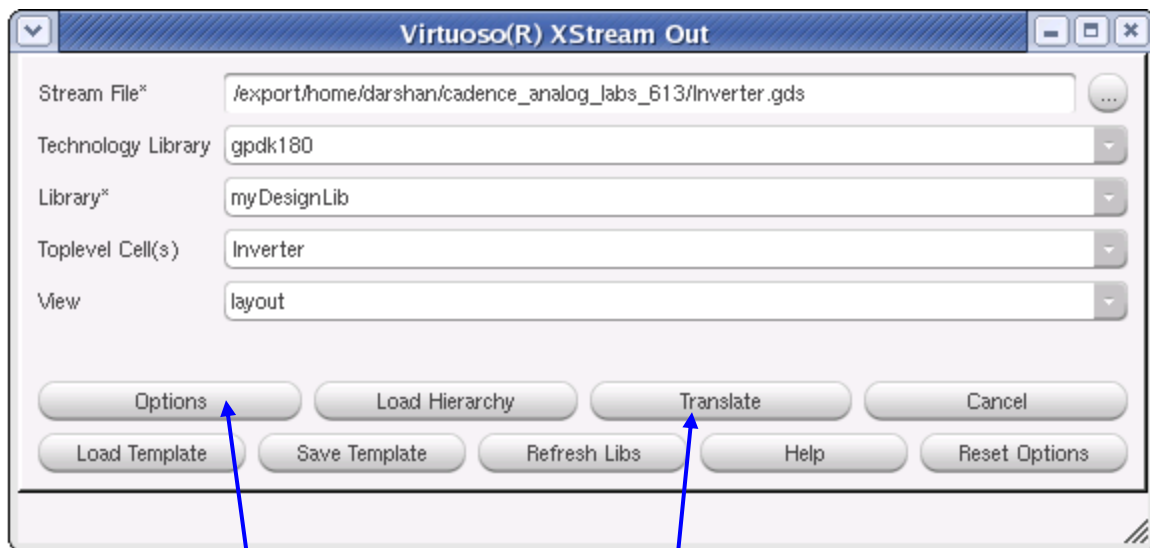 Virtuoso(R) XStream Out
Stream File* /export/home/darshan/cadence_analog_labs_613/Inverter.gds ...
Technology Library gpdk180
Library* myDesignLib
Toplevel Cell(s) Inverter
View layout
Options Load Hierarchy Translate Cancel
Load Template Save Template Refresh Libs Help Reset Options